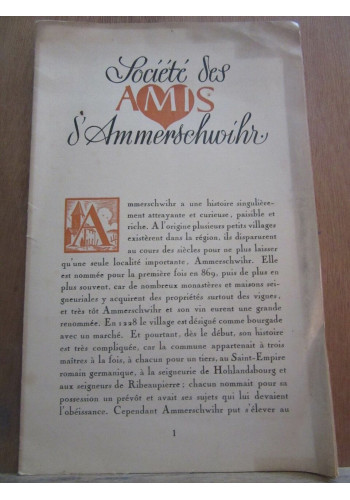 Société des
AMIS
d'Ammerschwihr
Ammerschwihr a une histoire singulière-
ment attrayante et curieuse, paisible et
riche. A l'origine plusieurs petits villages
existèrent dans la région, ils disparurent
au cours des siècles pour ne plus laisser
qu'une seule localité importante, Ammerschwihr. Elle
est nommée pour la première fois en 869, puis de plus en
plus souvent, car de nombreux monastères et maisons sei-
gneuriales y acquirent des propriétés surtout des vignes,
et très tôt Ammerschwihr et son vin eurent une grande
renommée. En 1228 le village est désigné comme bourgade
avec un marché. Et pourtant, dès le début, son histoire
est très compliquée, car la commune appartenait à trois
maîtres à la fois, à chacun pour un tiers, au Saint-Empire
romain germanique, à la seigneurie de Hohlandsbourg et
aux seigneurs de Ribeaupierre; chacun nommait pour sa
possession un prévôt et avait ses sujets qui lui devaient
l'obéissance. Cependant Ammerschwihr put s'élever au
1